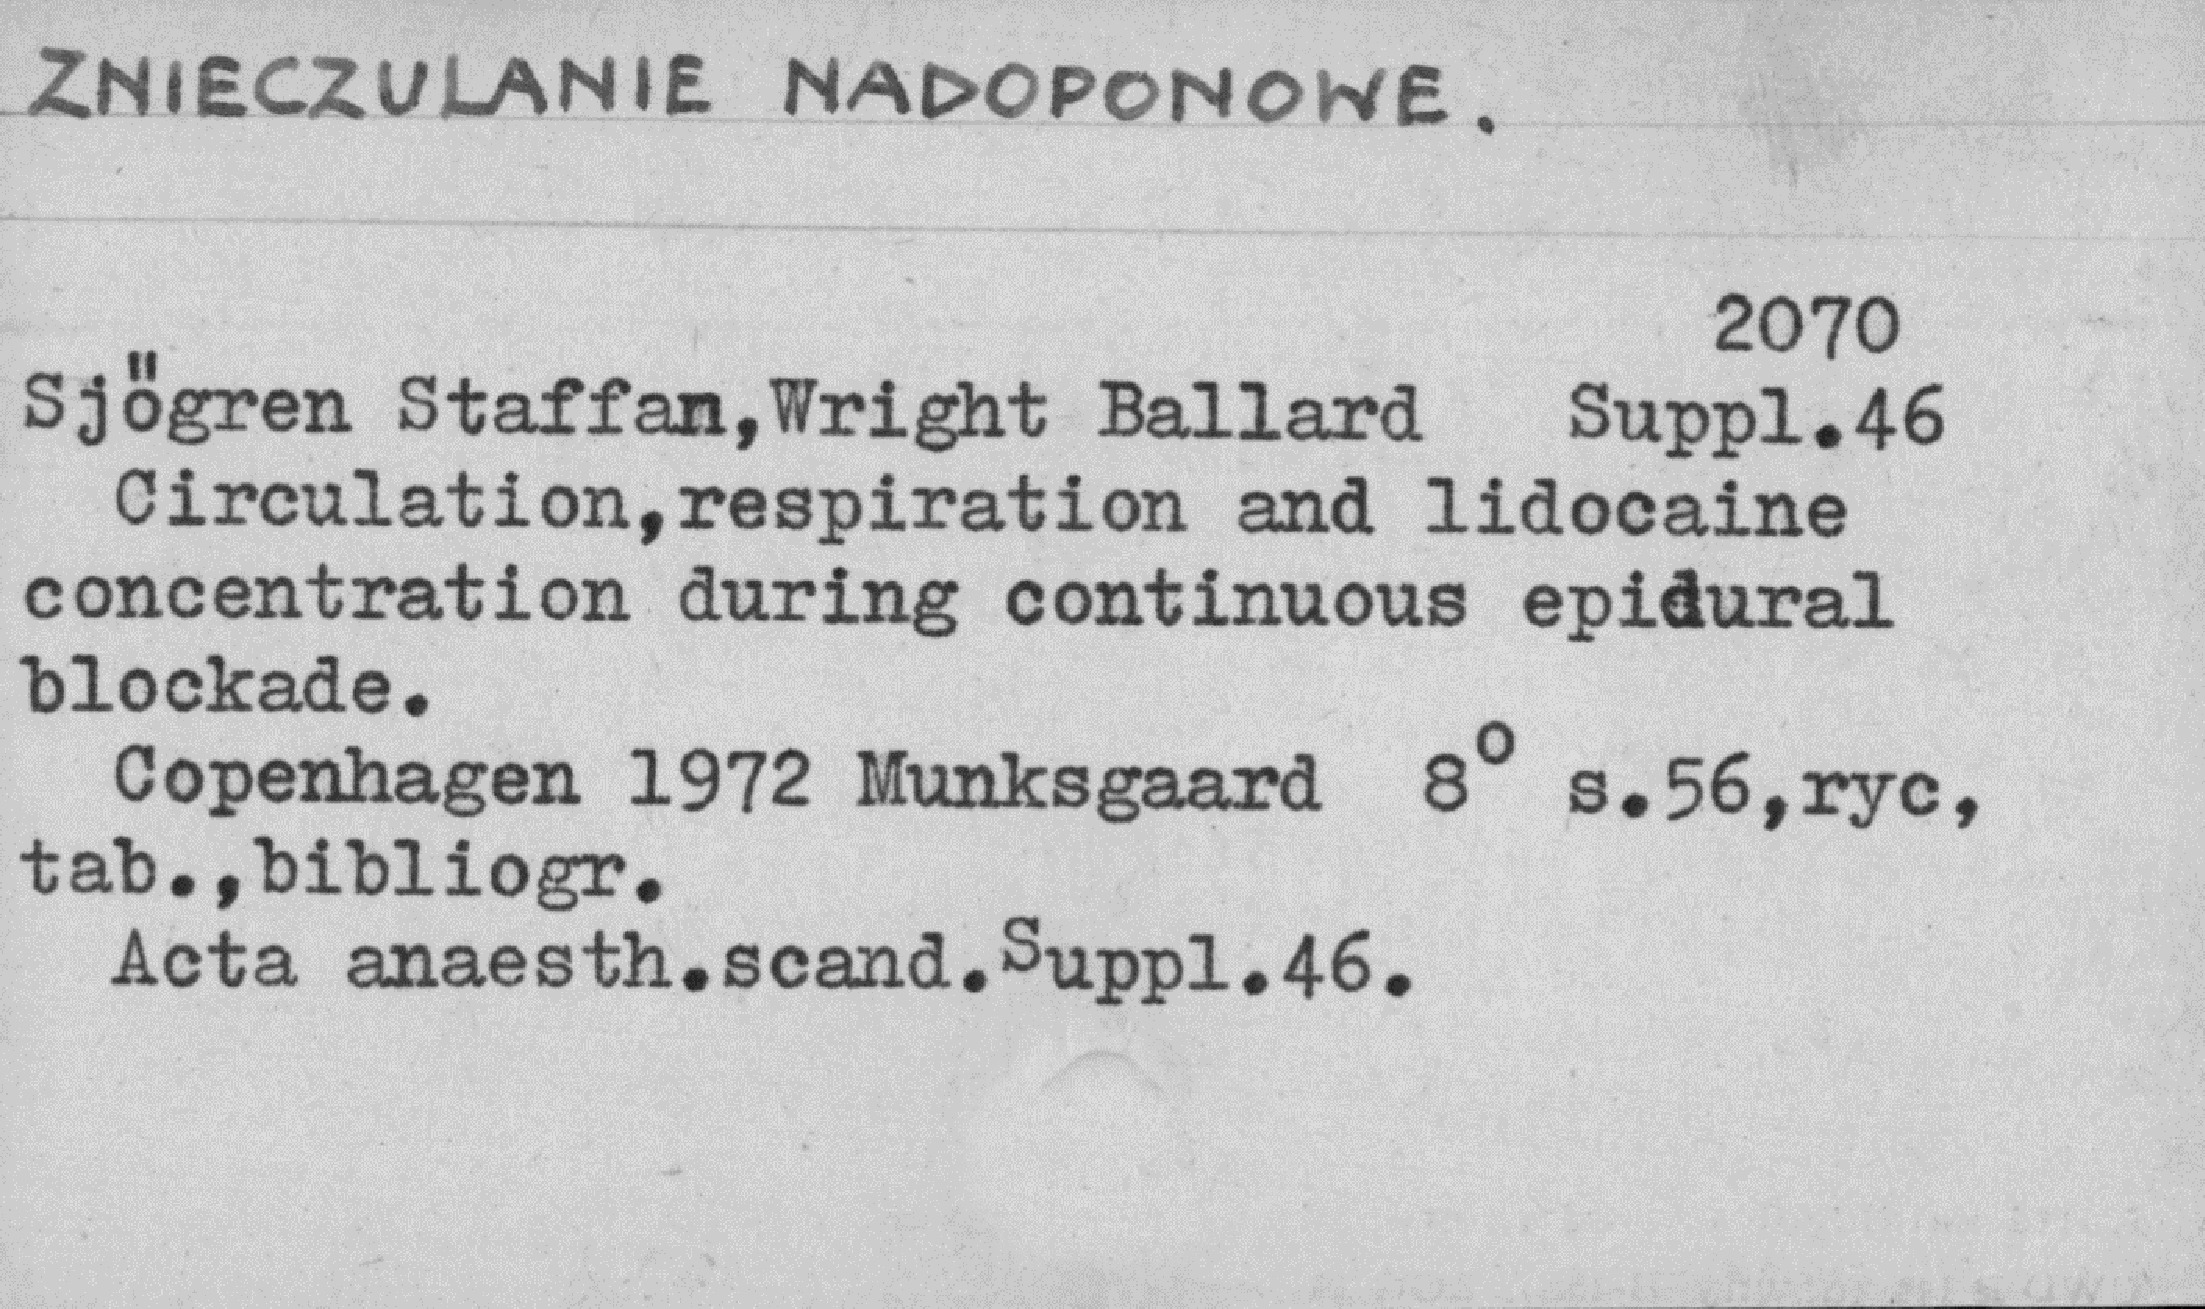 ZNIECZULANIE NADOPONOWE.
2070
Sjögren Staffan,Wright Ballard Suppl.46
Circulation,respiration and lidocaine
concentration during continuous epidural
blockade.
Copenhagen 1972 Munksgaard 8° s.56,ryc,
tab.,bibliogr.
Acta anaesth.scand.Suppl.46.